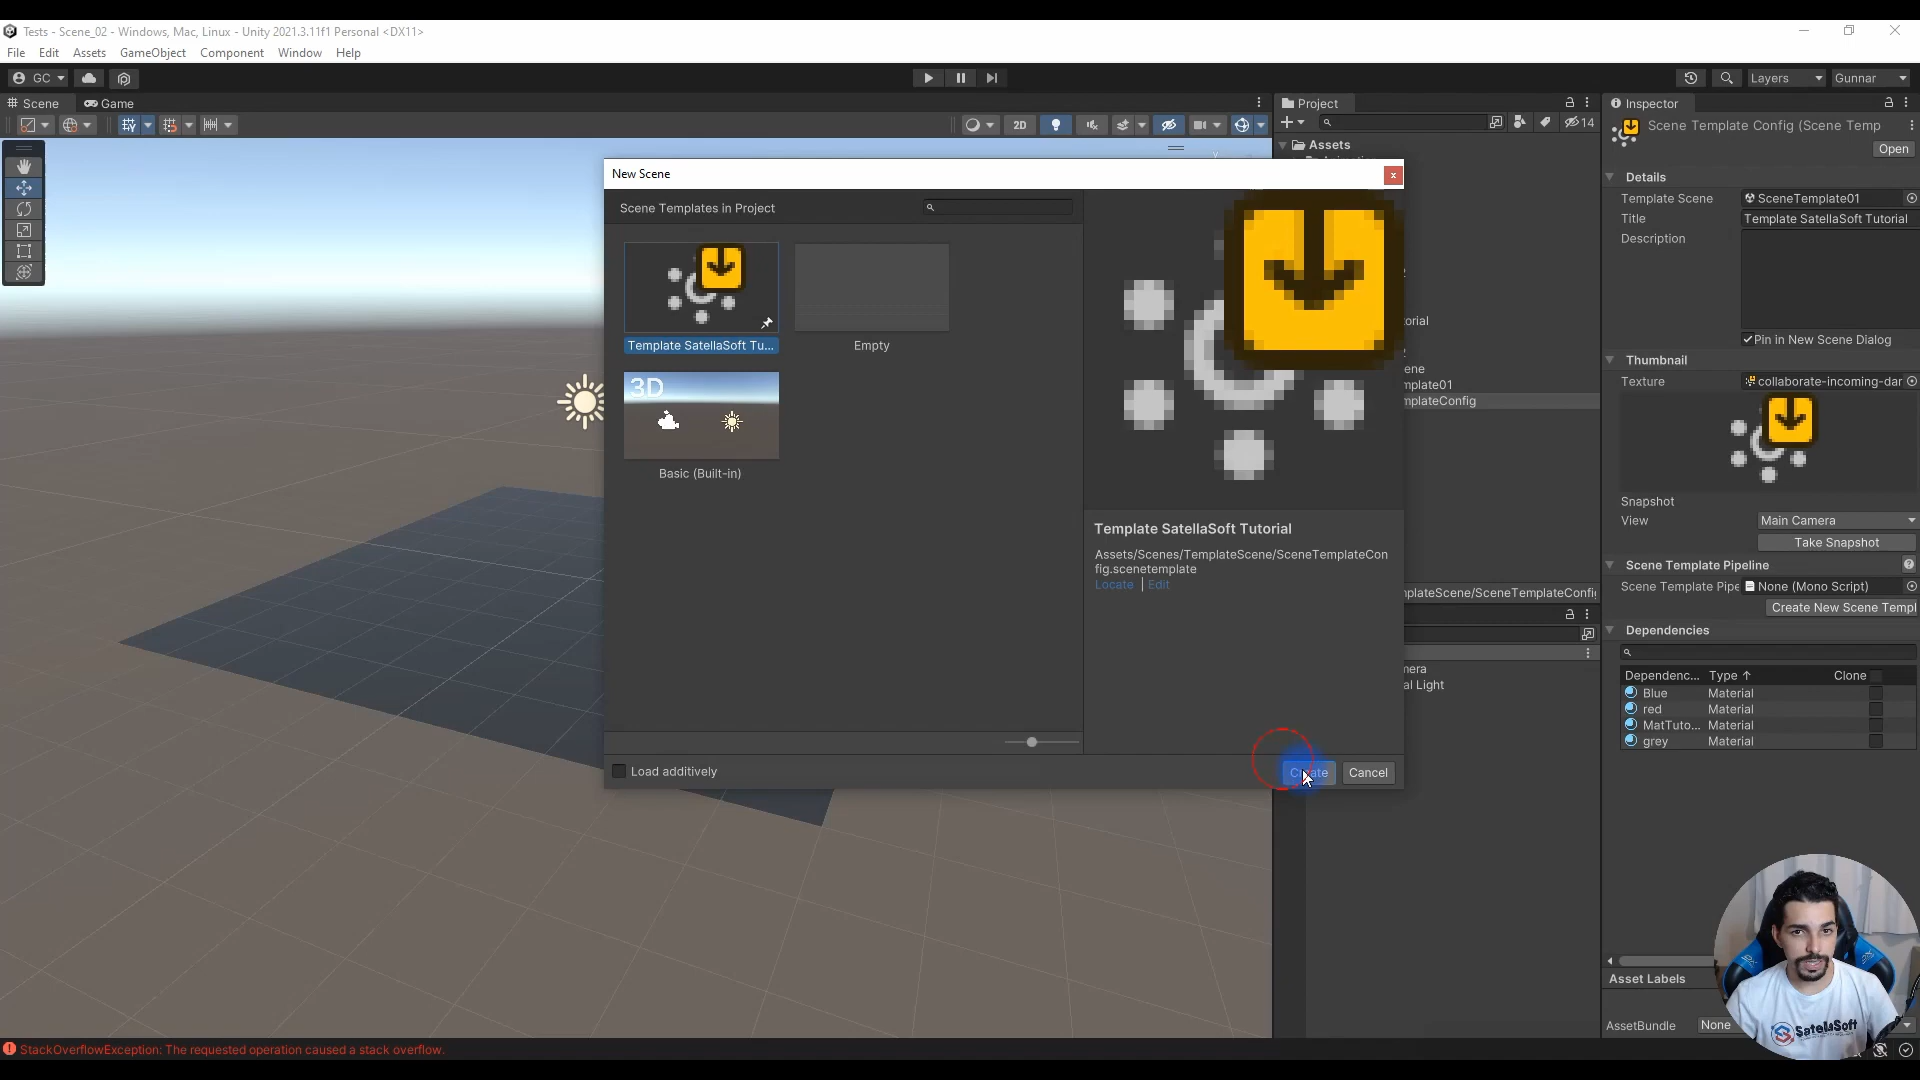 Tests - Scene_02 - Windows, Mac, Linux - Unity 2021.3.11f1 Personal <DX11>
File Edit Assets GameObject Component Window Help
GC
Layers
Gunnar
Scene
Game
2D
Project
14
Assets
orial
ene
mplate01
mplateConfig
mplateScene/SceneTemplateConfi
mera
al Light
New Scene
Scene Templates in Project
Template SatellaSoft Tu...
Empty
3D
Basic (Built-in)
Template SatellaSoft Tutorial
Assets/Scenes/TemplateScene/SceneTemplateCon
fig.scenetemplate
Locate | Edit
Load additively
Create
Cancel
Inspector
Scene Template Config (Scene Temp
Open
Details
Template Scene SceneTemplate01
Title Template SatellaSoft Tutorial
Description
Pin in New Scene Dialog
Thumbnail
Texture collaborate-incoming-dar
Snapshot
View Main Camera
Take Snapshot
Scene Template Pipeline
Scene Template Pipe None (Mono Script)
Create New Scene Templ
Dependencies
Dependenc... Type Clone
Blue Material
red Material
MatTuto... Material
grey Material
Asset Labels
AssetBundle None
SatellaSoft
StackOverflowException: The requested operation caused a stack overflow.